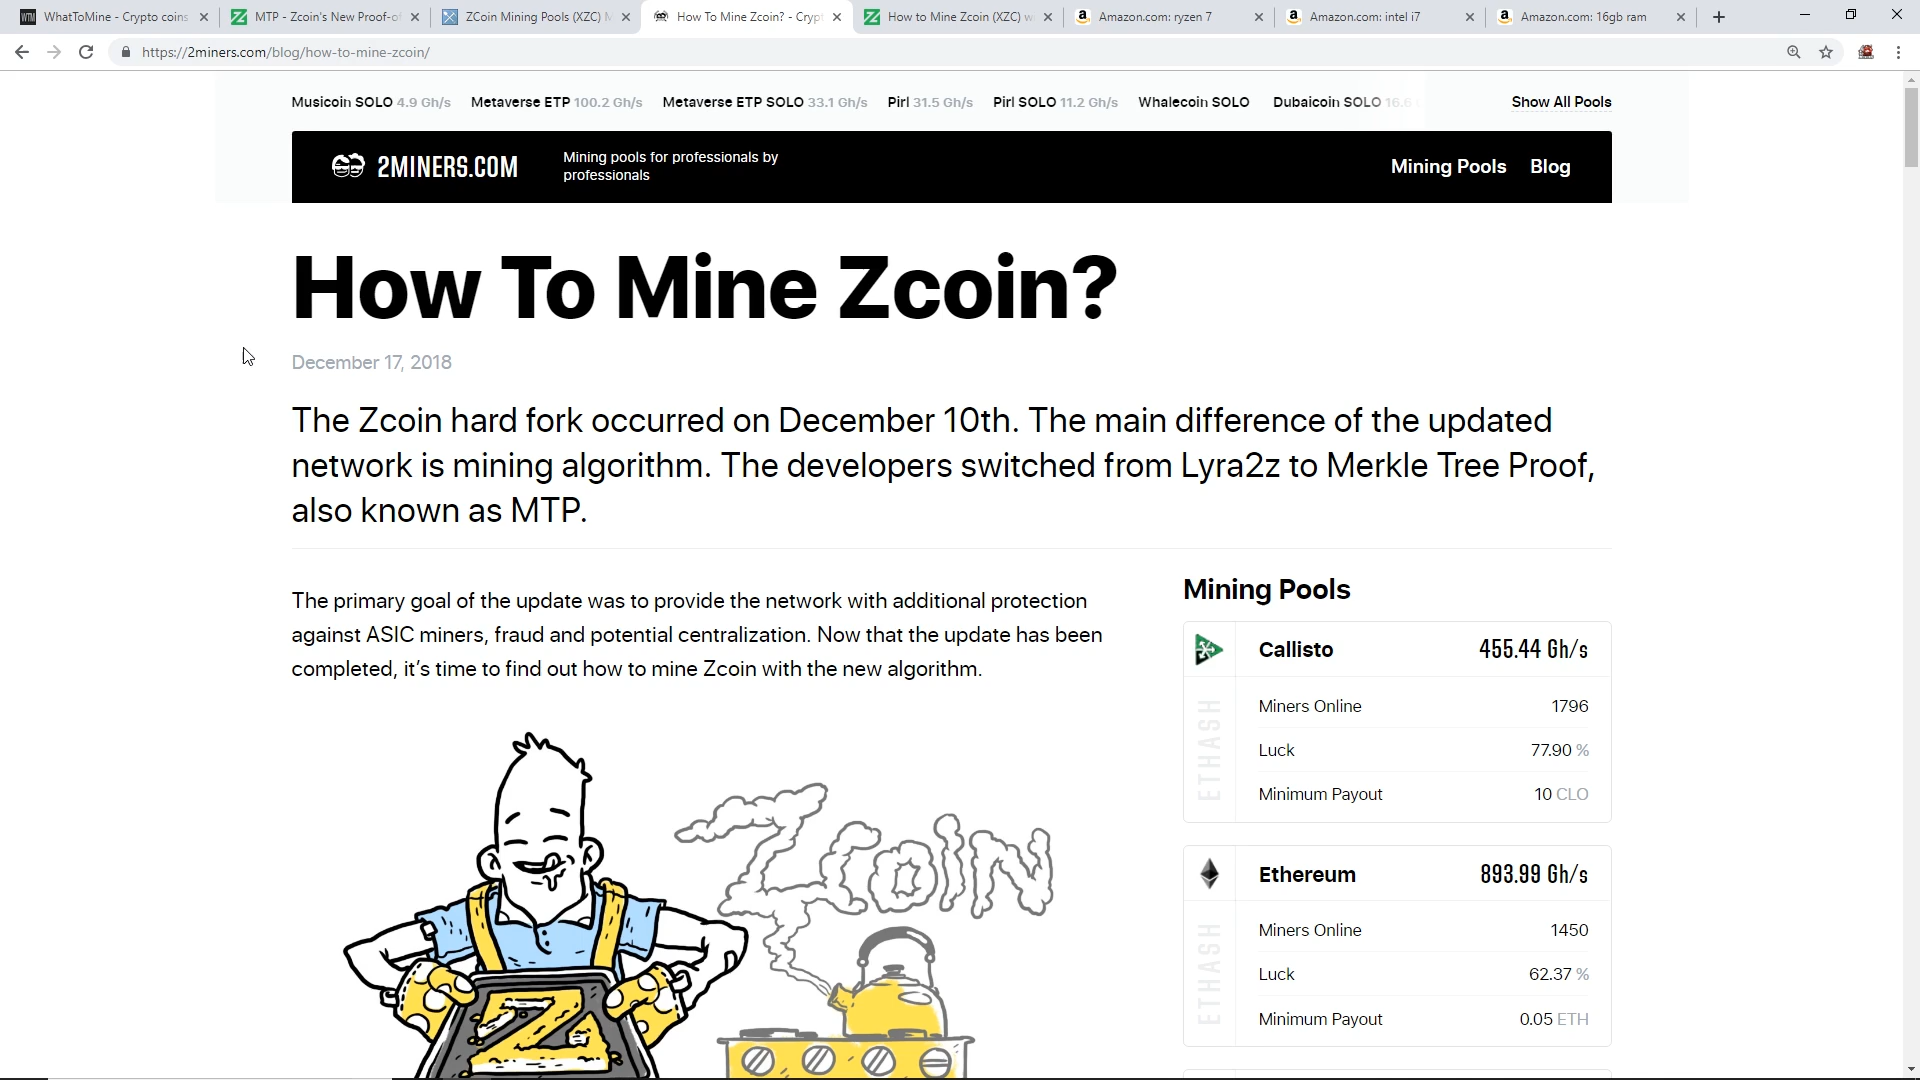 WhatToMine - Crypto coins
MTP - Zcoin's New Proof-o
ZCoin Mining Pools (XZC)
How To Mine Zcoin? - Crypt
How to Mine Zcoin (XZC) w
Amazon.com: ryzen 7
Amazon.com: intel i7
Amazon.com: 16gb ram
https://2miners.com/blog/how-to-mine-zcoin/
Musicoin SOLO 4.9 Gh/s Metaverse ETP 100.2 Gh/s Metaverse ETP SOLO 33.1 Gh/s Pirl 31.5 Gh/s Pirl SOLO 11.2 Gh/s Whalecoin SOLO Dubaicoin SOLO 16.6 Show All Pools
2MINERS.COM
Mining pools for professionals by
professionals
Mining Pools Blog
How To Mine Zcoin?
December 17, 2018
The Zcoin hard fork occurred on December 10th. The main difference of the updated
network is mining algorithm. The developers switched from Lyra2z to Merkle Tree Proof,
also known as MTP.
The primary goal of the update was to provide the network with additional protection
against ASIC miners, fraud and potential centralization. Now that the update has been
completed, it's time to find out how to mine Zcoin with the new algorithm.
ZCOIN
Z
Mining Pools
Callisto 455.44 Gh/s
ETHASH
Miners Online 1796
Luck 77.90 %
Minimum Payout 10 CLO
Ethereum 893.99 Gh/s
ETHASH
Miners Online 1450
Luck 62.37 %
Minimum Payout 0.05 ETH